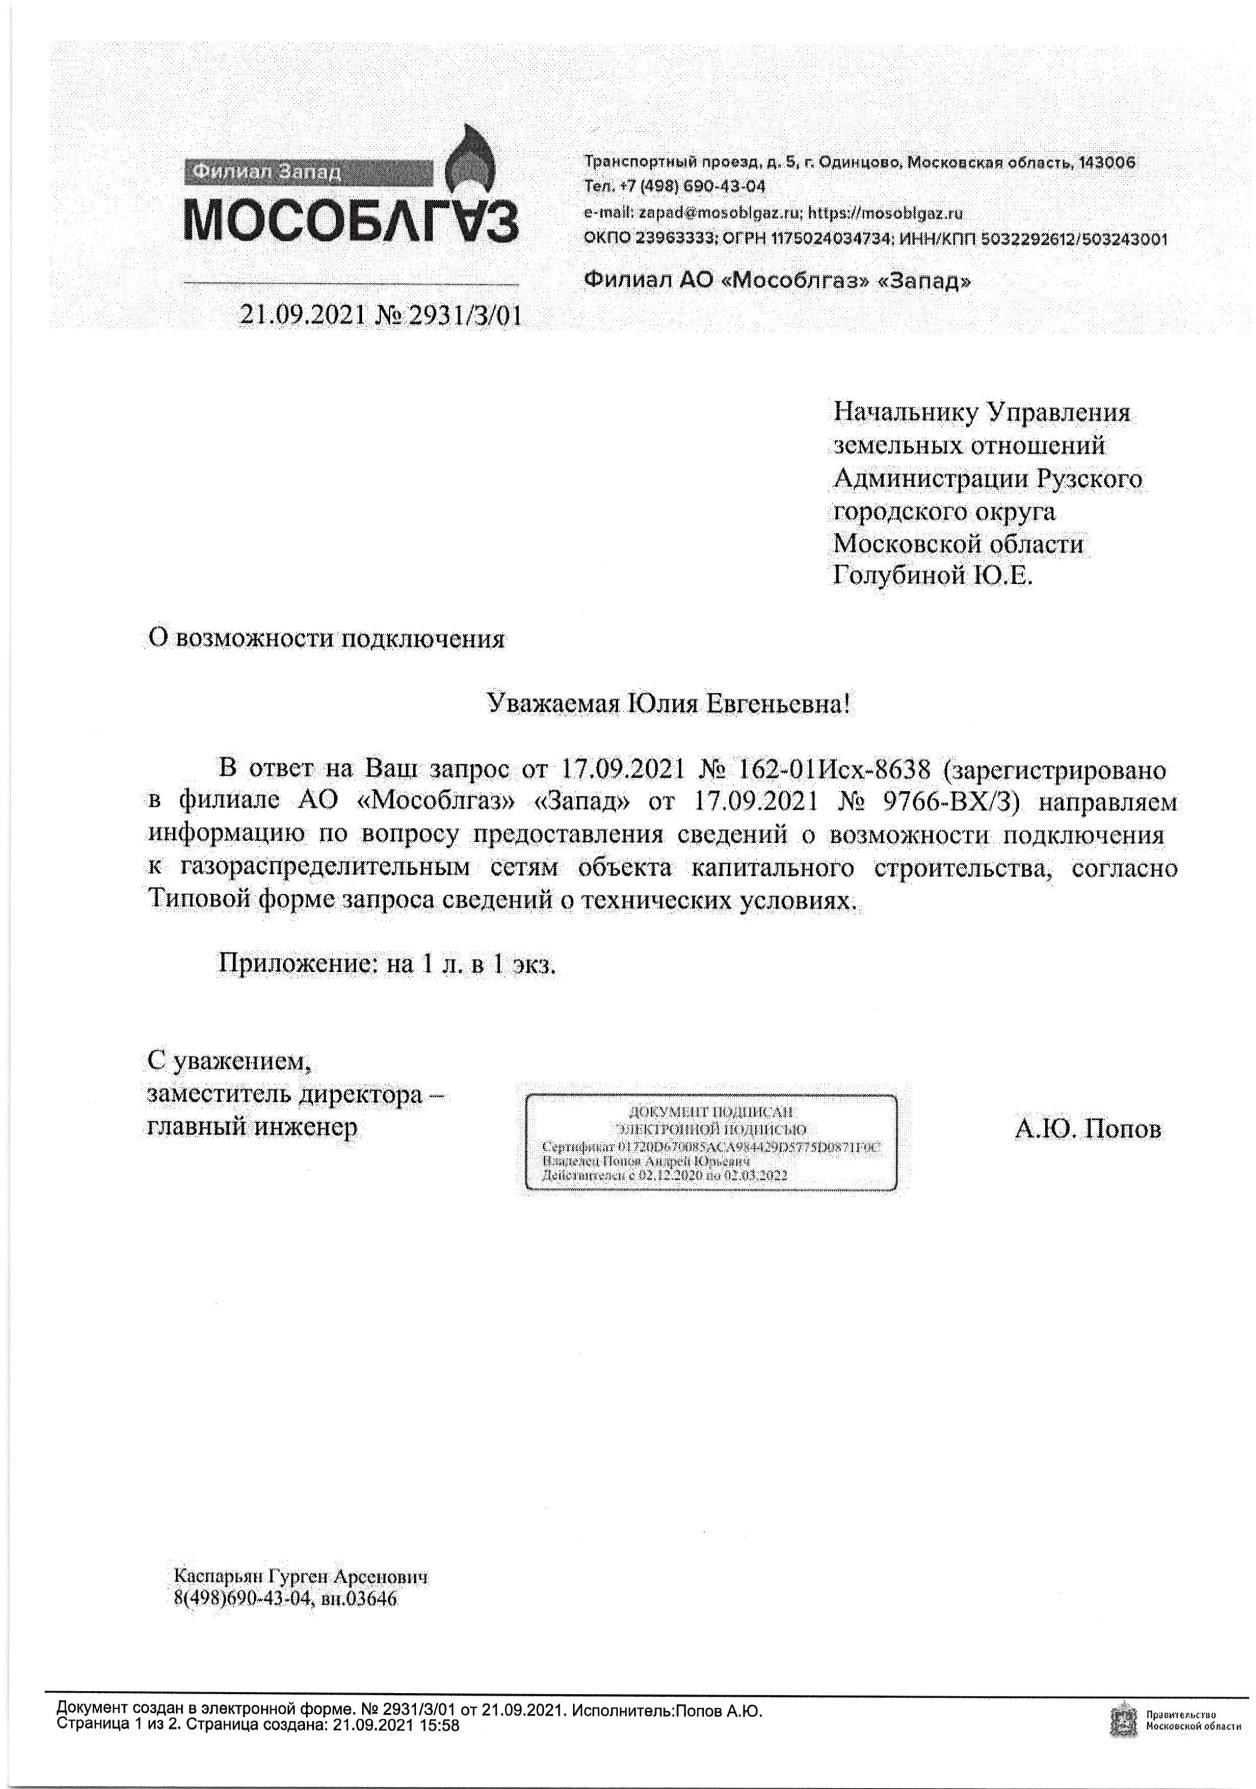 Филиал Запад
МОСОБЛГАЗ
21.09.2021 № 2931/З/01
Транспортный проезд, д. 5, г. Одинцово, Московская область, 143006
Тел. +7 (498) 690-43-04
e-mail: zapad@mosoblgaz.ru; https://mosoblgaz.ru
ОКПО 23963333; ОГРН 1175024034734; ИНН/КПП 5032292612/503243001
Филиал АО «Мособлгаз» «Запад»
Начальнику Управления
земельных отношений
Администрации Рузского
городского округа
Московской области
Голубиной Ю.Е.
О возможности подключения
Уважаемая Юлия Евгеньевна!
В ответ на Ваш запрос от 17.09.2021 № 162-01Исх-8638 (зарегистрировано
в филиале АО «Мособлгаз» «Запад» от 17.09.2021 № 9766-ВХ/З) направляем
информацию по вопросу предоставления сведений о возможности подключения
к газораспределительным сетям объекта капитального строительства, согласно
Типовой форме запроса сведений о технических условиях.
Приложение: на 1 л. в 1 экз.
С уважением,
заместитель директора –
главный инженер
ДОКУМЕНТ ПОДПИСАН
ЭЛЕКТРОННОЙ ПОДПИСЬЮ
Сертификат 01720D670085ACA984429D5775D0871F0C
Владелец Попов Андрей Юрьевич
Действителен с 02.12.2020 по 02.03.2022
А.Ю. Попов
Каспарьян Гурген Арсенович
8(498)690-43-04, вн.03646
Документ создан в электронной форме. № 2931/З/01 от 21.09.2021. Исполнитель:Попов А.Ю.
Страница 1 из 2. Страница создана: 21.09.2021 15:58
Правительство
Московской области